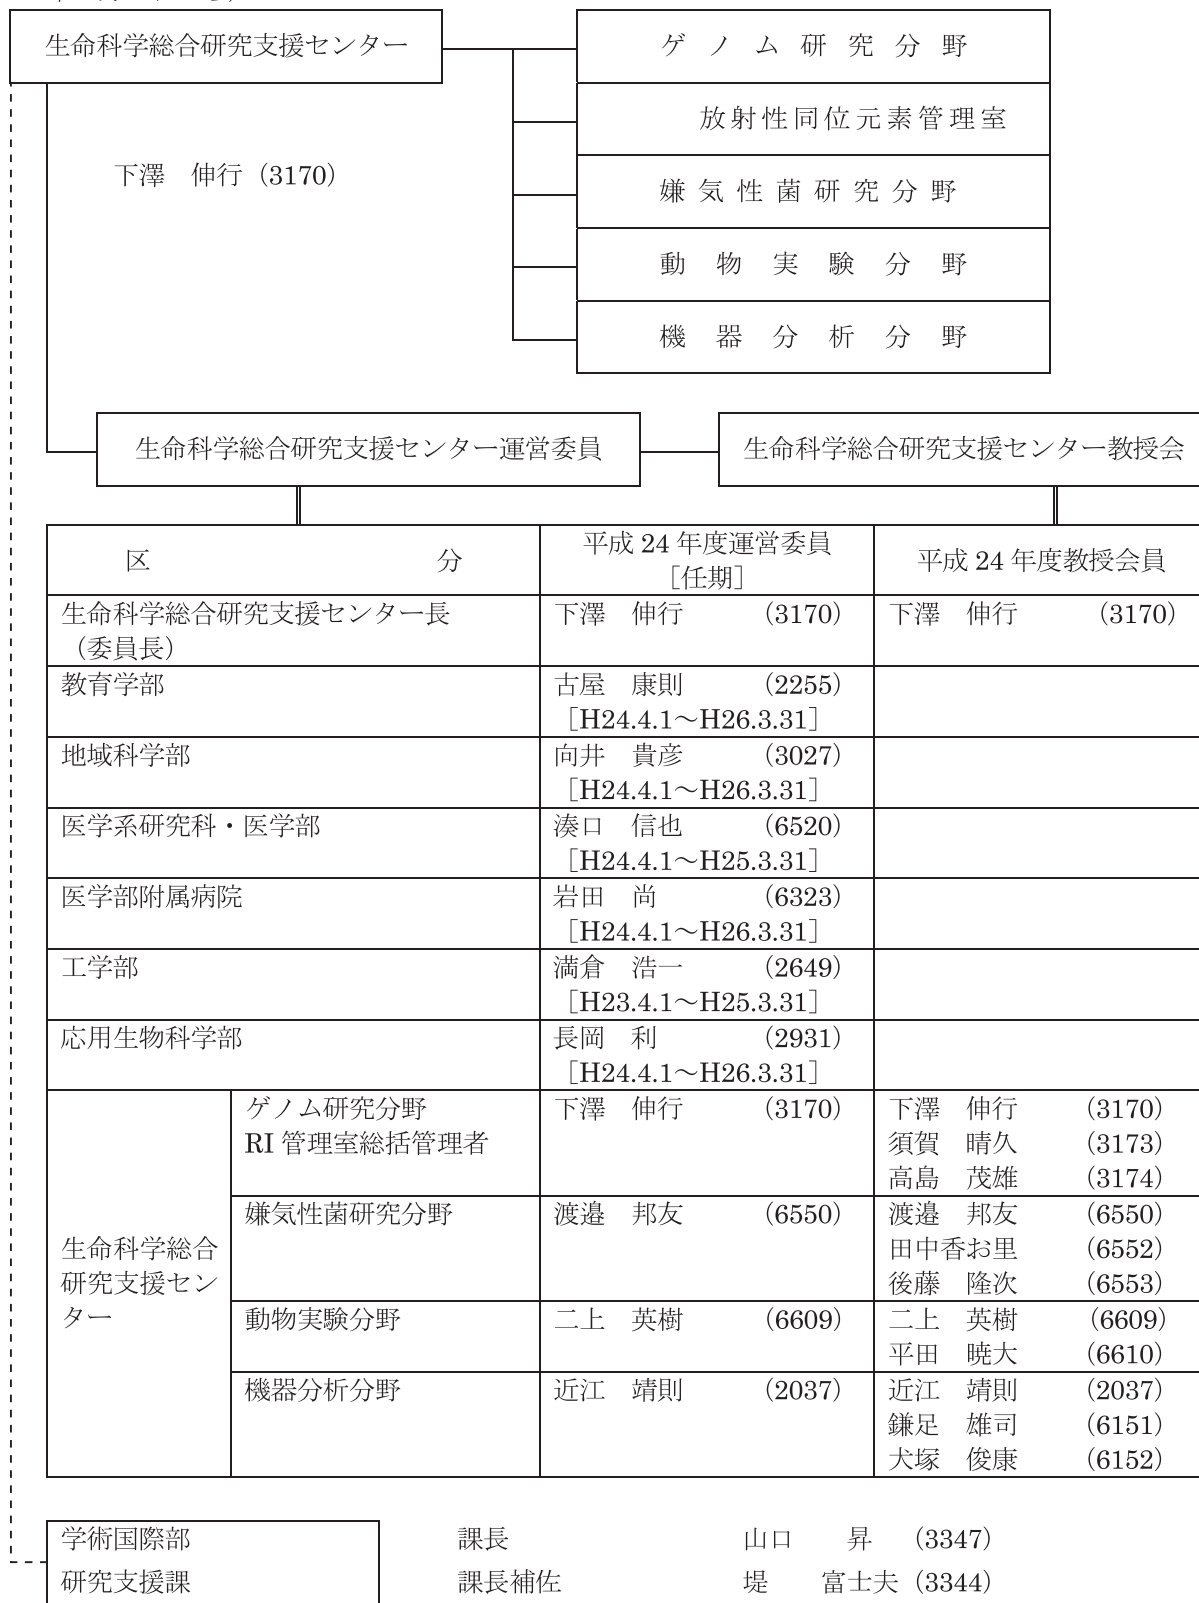 生命科学総合研究支援センター
ゲノム研究分野
放射性同位元素管理室
下澤　伸行（3170）
嫌気性菌研究分野
動物実験分野
機器分析分野
生命科学総合研究支援センター運営委員
生命科学総合研究支援センター教授会
区　分
平成 24 年度運営委員
［任期］
平成 24 年度教授会員
生命科学総合研究支援センター長
（委員長）
下澤　伸行　（3170）
下澤　伸行　（3170）
教育学部
古屋　康則　（2255）
［H24.4.1～H26.3.31］
地域科学部
向井　貴彦　（3027）
［H24.4.1～H26.3.31］
医学系研究科・医学部
湊口　信也　（6520）
［H24.4.1～H25.3.31］
医学部附属病院
岩田　尚　（6323）
［H24.4.1～H26.3.31］
工学部
満倉　浩一　（2649）
［H23.4.1～H25.3.31］
応用生物科学部
長岡　利　（2931）
［H24.4.1～H26.3.31］
生命科学総合
研究支援セン
ター
ゲノム研究分野
RI 管理室総括管理者
下澤　伸行　（3170）
下澤　伸行　（3170）
須賀　晴久　（3173）
高島　茂雄　（3174）
嫌気性菌研究分野
渡邉　邦友　（6550）
渡邉　邦友　（6550）
田中香お里　（6552）
後藤　隆次　（6553）
動物実験分野
二上　英樹　（6609）
二上　英樹　（6609）
平田　暁大　（6610）
機器分析分野
近江　靖則　（2037）
近江　靖則　（2037）
鎌足　雄司　（6151）
犬塚　俊康　（6152）
学術国際部
研究支援課
課長　山口　昇　（3347）
課長補佐　堤　富士夫（3344）